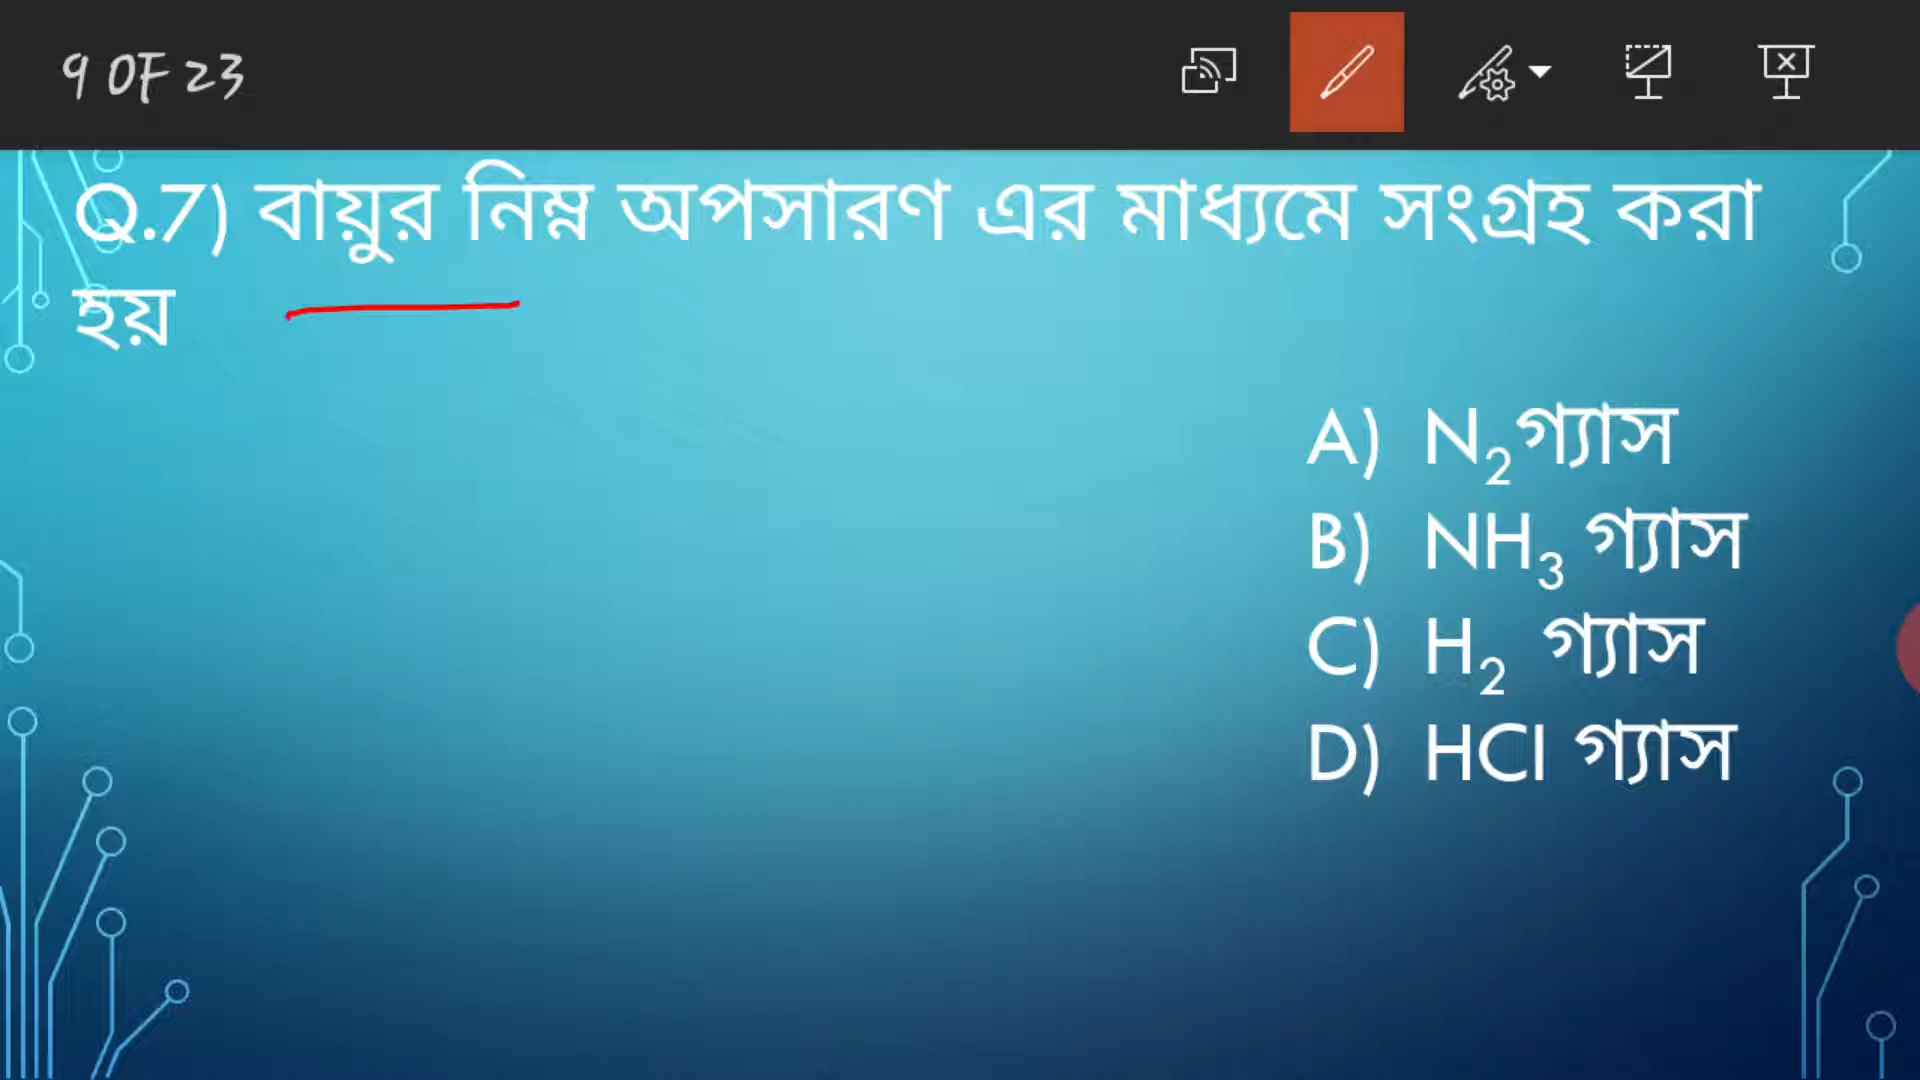 9 OF 23
Q.7) বায়ুর নিম্ন অপসারণ এর মাধ্যমে সংগ্রহ করা
হয়
A) N₂গ্যাস
B) NH₃ গ্যাস
C) H₂ গ্যাস
D) HCl গ্যাস